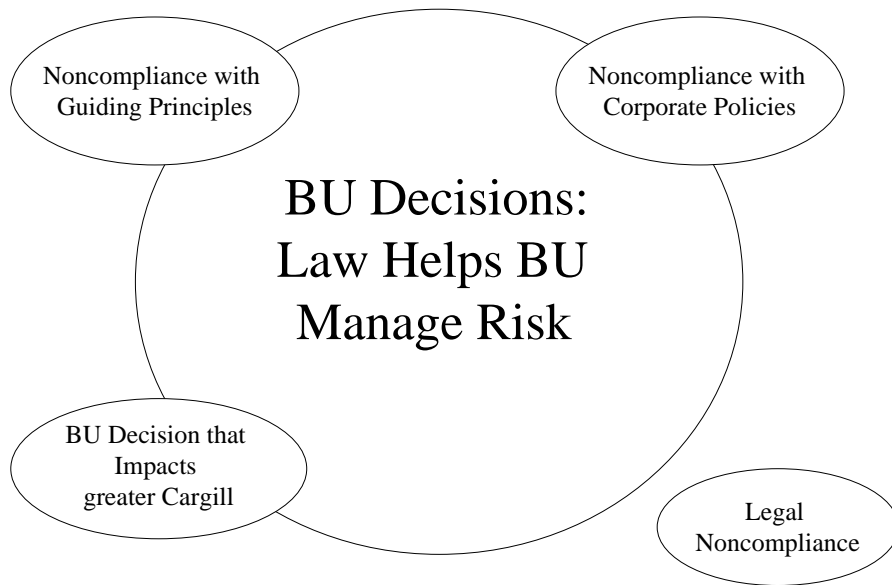 Noncompliance with
Guiding Principles
Noncompliance with
Corporate Policies
BU Decisions:
Law Helps BU
Manage Risk
BU Decision that
Impacts
greater Cargill
Legal
Noncompliance